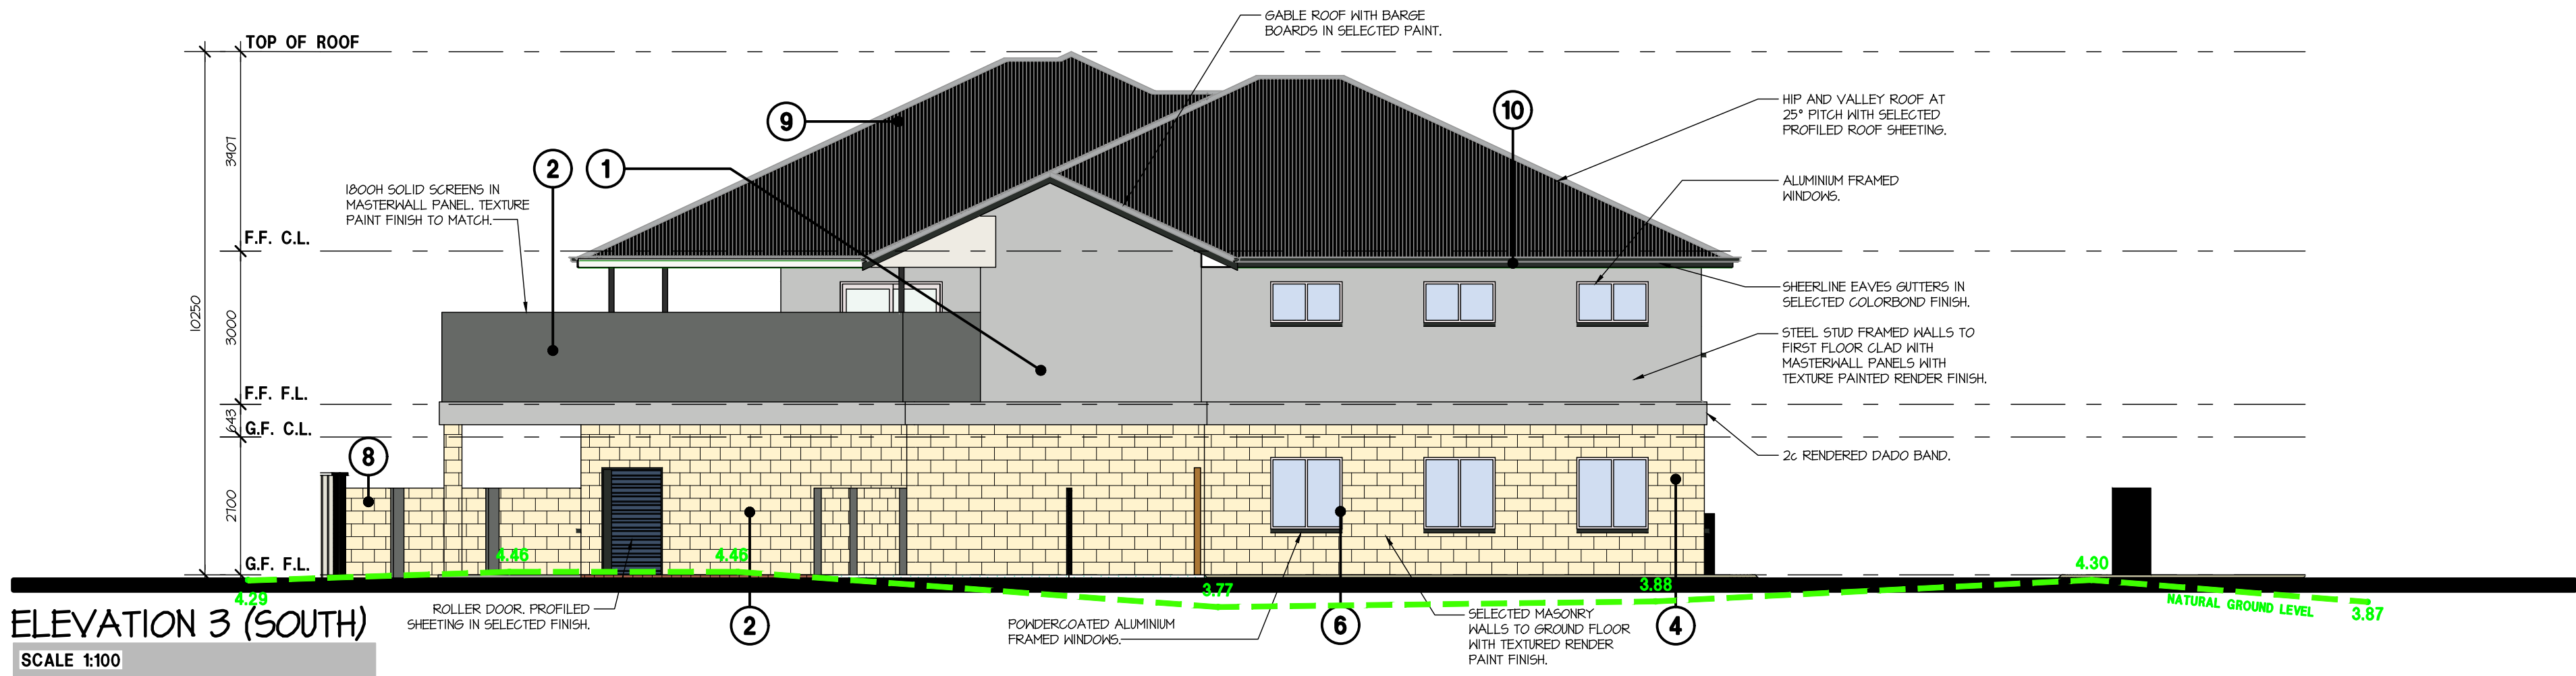 GABLE ROOF WITH BARGE
BOARDS IN SELECTED PAINT.
TOP OF ROOF
HIP AND VALLEY ROOF AT
25° PITCH WITH SELECTED
PROFILED ROOF SHEETING.
10
9
3907
2
1
1800H SOLID SCREENS IN
MASTERWALL PANEL. TEXTURE
PAINT FINISH TO MATCH.
ALUMINIUM FRAMED
WINDOWS.
F.F. C.L.
SHEERLINE EAVES GUTTERS IN
SELECTED COLORBOND FINISH.
10250
3000
STEEL STUD FRAMED WALLS TO
FIRST FLOOR CLAD WITH
MASTERWALL PANELS WITH
TEXTURE PAINTED RENDER FINISH.
F.F. F.L.
643
G.F. C.L.
8
2c RENDERED DADO BAND.
2700
G.F. F.L.
4.46
4.46
4.29
3.77
3.88
4.30
NATURAL GROUND LEVEL
3.87
ELEVATION 3 (SOUTH)
SCALE 1:100
ROLLER DOOR. PROFILED
SHEETING IN SELECTED FINISH.
2
POWDERCOATED ALUMINIUM
FRAMED WINDOWS.
6
SELECTED MASONRY
WALLS TO GROUND FLOOR
WITH TEXTURED RENDER
PAINT FINISH.
4